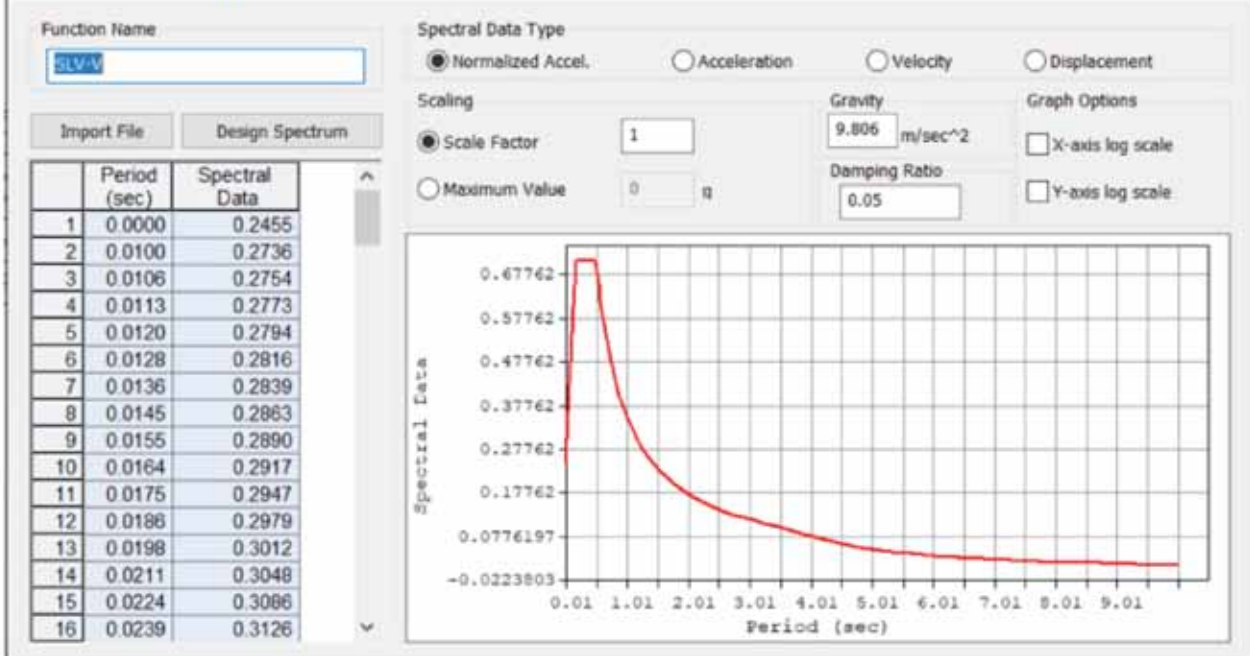 Function Name
SLV-V
Import File
Design Spectrum
Period (sec) Spectral Data
1 0.0000 0.2455
2 0.0100 0.2736
3 0.0106 0.2754
4 0.0113 0.2773
5 0.0120 0.2794
6 0.0128 0.2816
7 0.0136 0.2839
8 0.0145 0.2863
9 0.0155 0.2890
10 0.0164 0.2917
11 0.0175 0.2947
12 0.0186 0.2979
13 0.0198 0.3012
14 0.0211 0.3048
15 0.0224 0.3086
16 0.0239 0.3126
Spectral Data Type
Normalized Accel.
Acceleration
Velocity
Displacement
Scaling
Scale Factor 1
Maximum Value 0 g
Gravity
9.806 m/sec^2
Damping Ratio
0.05
Graph Options
X-axis log scale
Y-axis log scale
Spectral Data
0.67762
0.57762
0.47762
0.37762
0.27762
0.17762
0.0776197
-0.0223803
0.01 1.01 2.01 3.01 4.01 5.01 6.01 7.01 8.01 9.01
Period (sec)